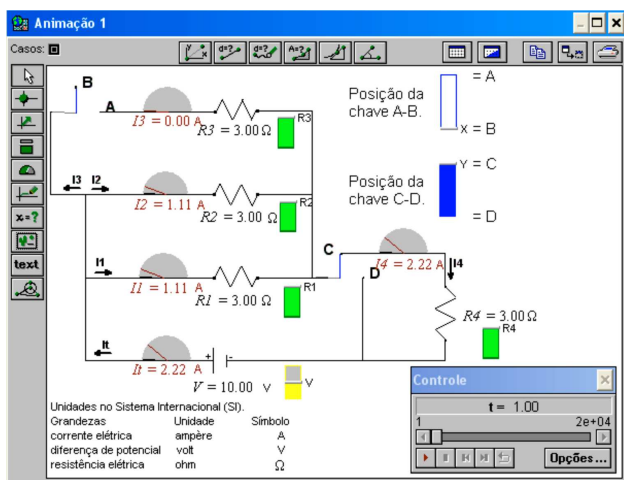 Animação 1
Casos:
y x d=? d=? A=?
B
A
I3 = 0.00 A
R3 = 3.00 Ω
R3
Posição da
chave A-B.
= A
x = B
I3 I2
I2 = 1.11 A
R2 = 3.00 Ω
R2
Posição da
chave C-D.
Y = C
= D
x=?
text
I1
I1 = 1.11 A
R1 = 3.00 Ω
R1
C
D
I4 = 2.22 A
I4
R4 = 3.00 Ω
R4
It
It = 2.22 A
+ -
V = 10.00 V
V
Unidades no Sistema Internacional (SI).
Grandezas Unidade Símbolo
corrente elétrica ampère A
diferença de potencial volt V
resistência elétrica ohm Ω
Controle
t = 1.00
1 2e+04
Opções...